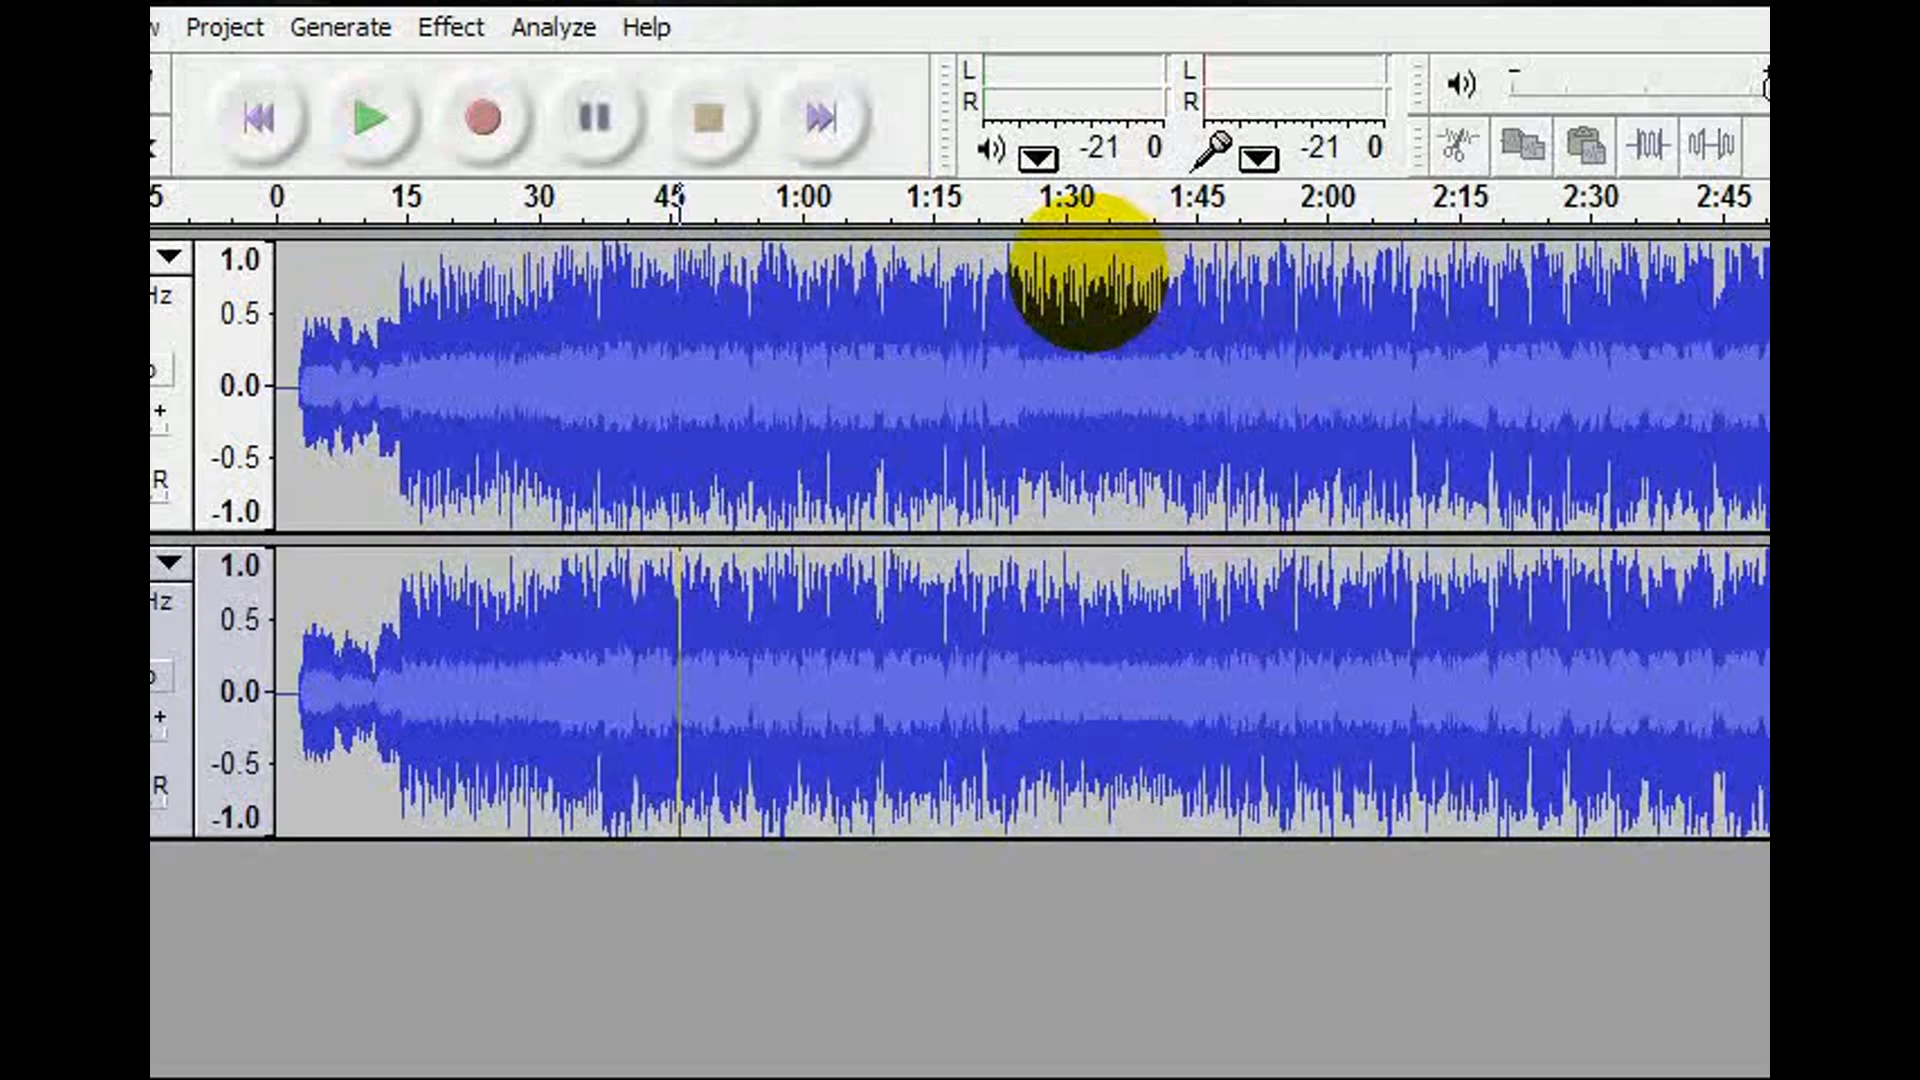 Project Generate Effect Analyze Help
L L
R R
-21 0 -21 0
0 15 30 45 1:00 1:15 1:30 1:45 2:00 2:15 2:30 2:45
1.0
Hz 0.5
0.0
+
-0.5
R
-1.0
1.0
Hz 0.5
0.0
+
-0.5
R
-1.0